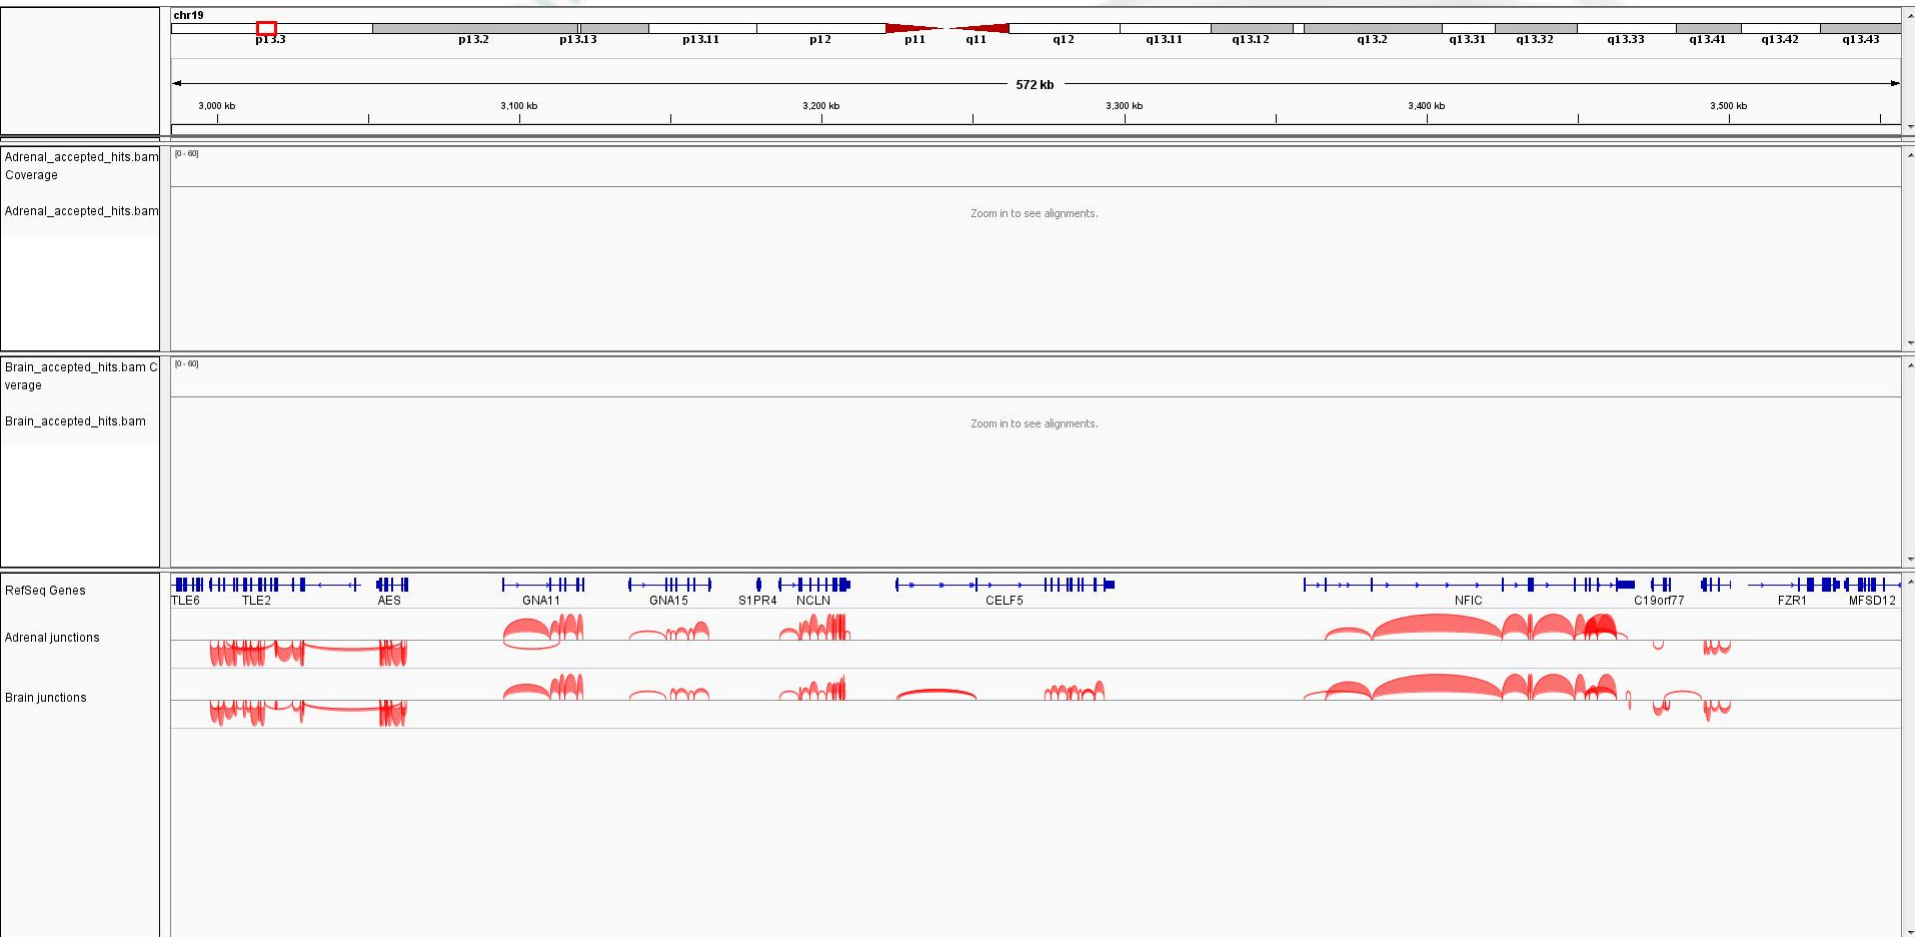 chr19
p13.3 p13.2 p13.13 p13.11 p12 p11 q11 q12 q13.11 q13.12 q13.2 q13.31 q13.32 q13.33 q13.41 q13.42 q13.43
572 kb
3,000 kb 3,100 kb 3,200 kb 3,300 kb 3,400 kb 3,500 kb
Adrenal_accepted_hits.bam
Coverage
[0 - 60]
Adrenal_accepted_hits.bam
Zoom in to see alignments.
Brain_accepted_hits.bam C
verage
[0 - 60]
Brain_accepted_hits.bam
Zoom in to see alignments.
RefSeq Genes
TLE6 TLE2 AES GNA11 GNA15 S1PR4 NCLN CELF5 NFIC C19orf77 FZR1 MFSD12
Adrenal junctions
Brain junctions